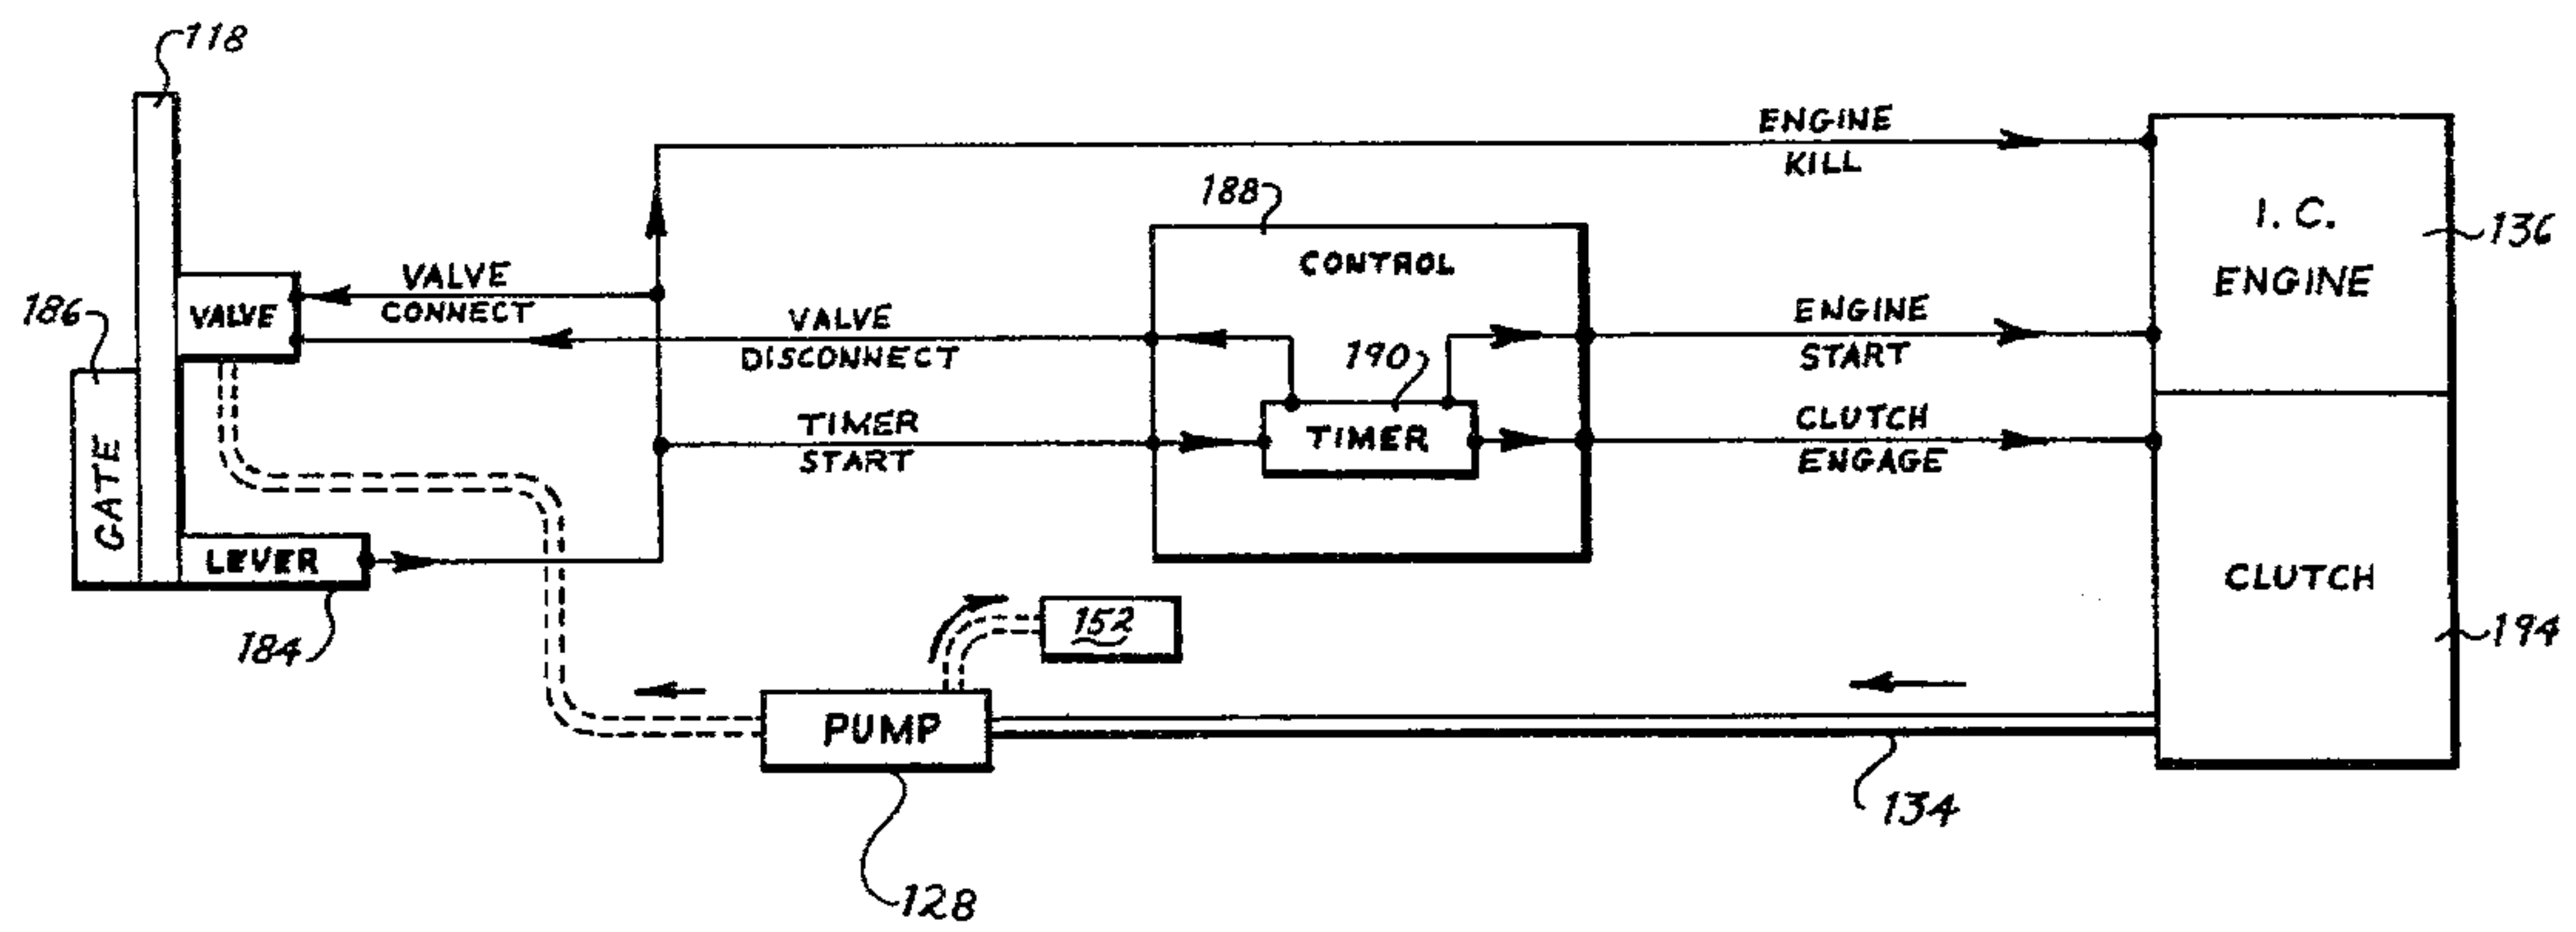 118
ENGINE
KILL
188
I. C.
ENGINE
136
CONTROL
VALVE
CONNECT
186
VALVE
VALVE
DISCONNECT
ENGINE
START
190
TIMER
START
TIMER
CLUTCH
ENGAGE
GATE
LEVER
CLUTCH
184
152
194
PUMP
134
128